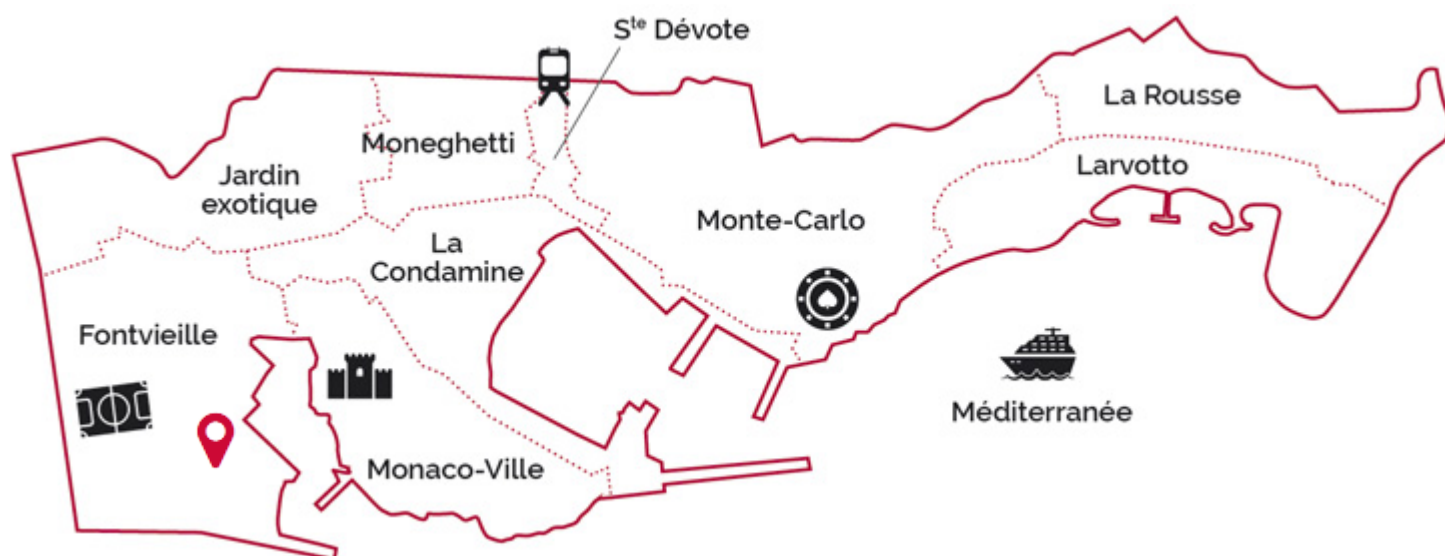 Sᵗᵉ Dévote
La Rousse
Moneghetti
Larvotto
Jardin
exotique
Monte-Carlo
La
Condamine
Fontvieille
Méditerranée
Monaco-Ville